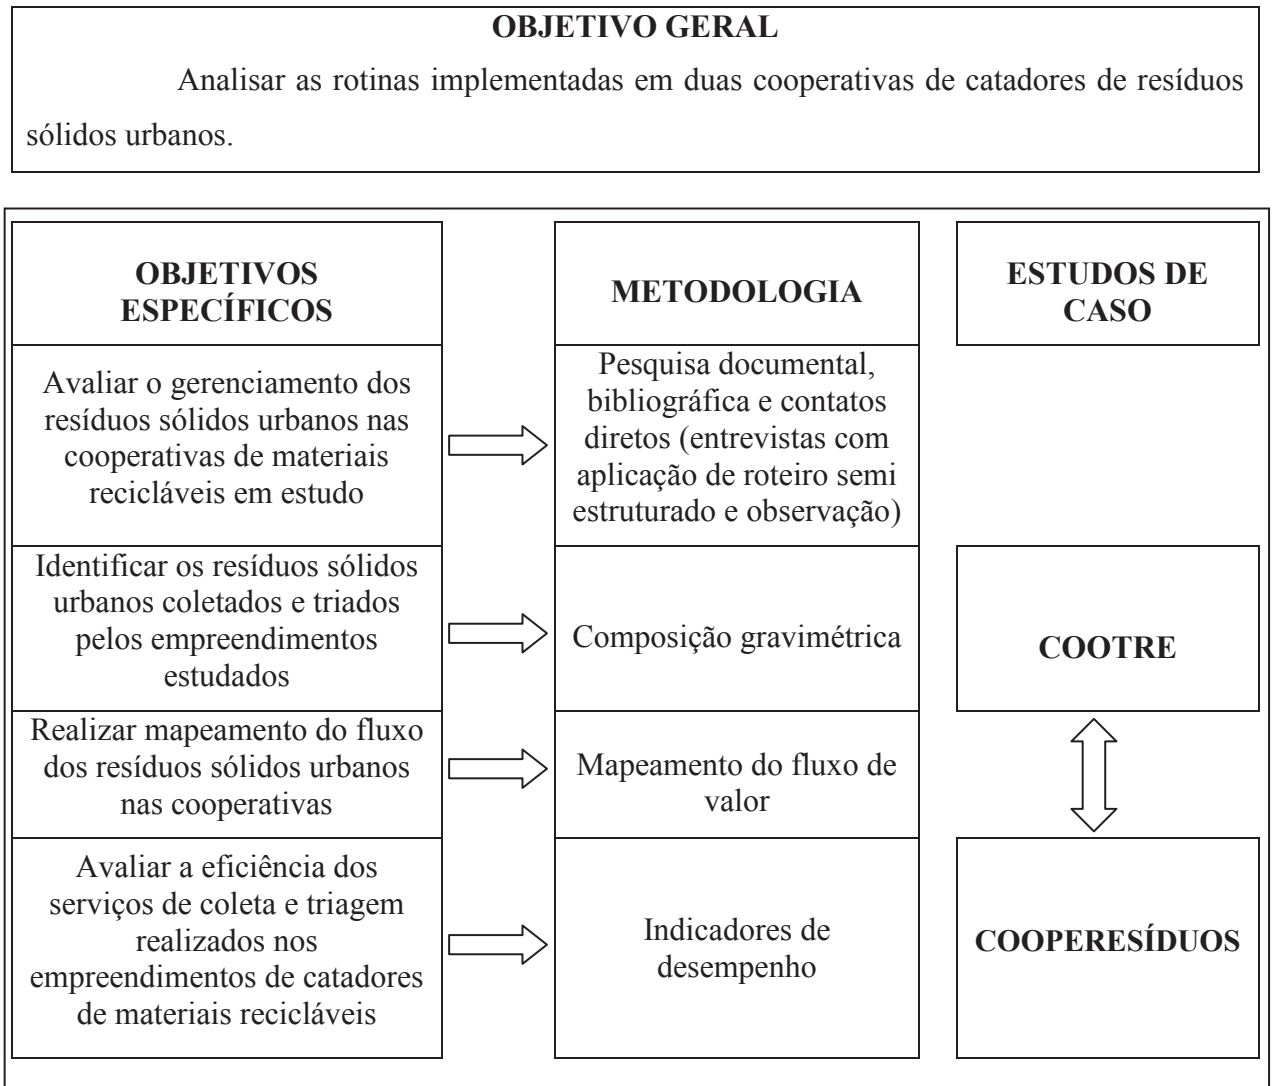 OBJETIVO GERAL
Analisar as rotinas implementadas em duas cooperativas de catadores de resíduos
sólidos urbanos.
OBJETIVOS
ESPECÍFICOS
METODOLOGIA
ESTUDOS DE
CASO
Avaliar o gerenciamento dos
resíduos sólidos urbanos nas
cooperativas de materiais
recicláveis em estudo
Pesquisa documental,
bibliográfica e contatos
diretos (entrevistas com
aplicação de roteiro semi
estruturado e observação)
Identificar os resíduos sólidos
urbanos coletados e triados
pelos empreendimentos
estudados
Composição gravimétrica
COOTRE
Realizar mapeamento do fluxo
dos resíduos sólidos urbanos
nas cooperativas
Mapeamento do fluxo de
valor
Avaliar a eficiência dos
serviços de coleta e triagem
realizados nos
empreendimentos de catadores
de materiais recicláveis
Indicadores de
desempenho
COOPERESÍDUOS